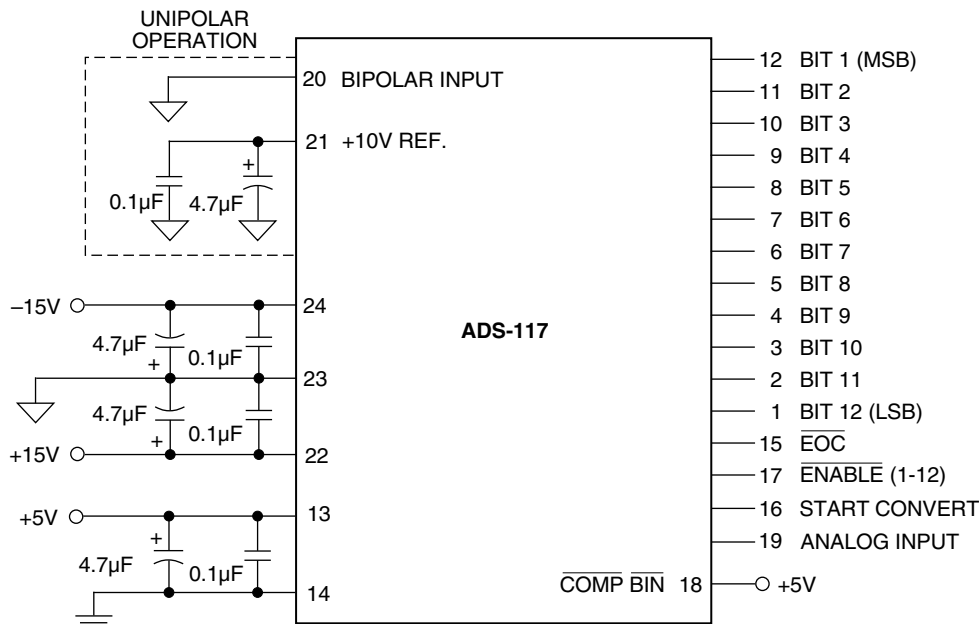 UNIPOLAR
OPERATION
20 BIPOLAR INPUT
21 +10V REF.
+
0.1µF
4.7µF
–15V
24
4.7µF
+
0.1µF
23
4.7µF
+
0.1µF
+15V
22
+5V
13
+
4.7µF
0.1µF
14
ADS-117
12 BIT 1 (MSB)
11 BIT 2
10 BIT 3
9 BIT 4
8 BIT 5
7 BIT 6
6 BIT 7
5 BIT 8
4 BIT 9
3 BIT 10
2 BIT 11
1 BIT 12 (LSB)
15 EOC
17 ENABLE (1-12)
16 START CONVERT
19 ANALOG INPUT
COMP BIN 18 +5V